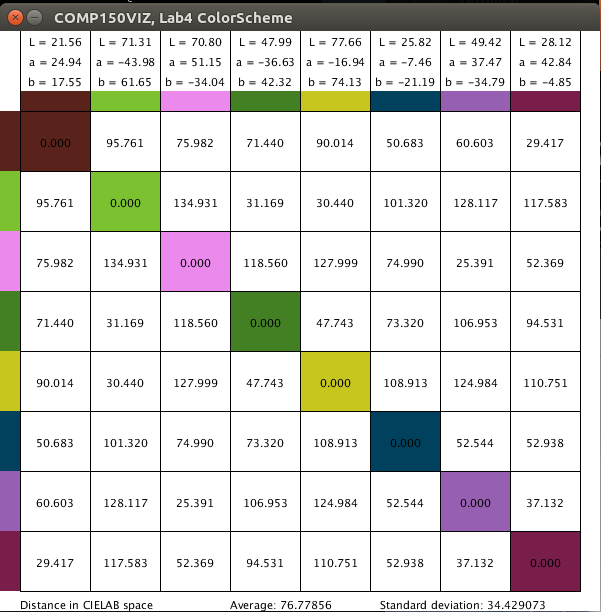 COMP150VIZ, Lab4 ColorScheme
L = 21.56 L = 71.31 L = 70.80 L = 47.99 L = 77.66 L = 25.82 L = 49.42 L = 28.12
a = 24.94 a = −43.98 a = 51.15 a = −36.63 a = −16.94 a = −7.46 a = 37.47 a = 42.84
b = 17.55 b = 61.65 b = −34.04 b = 42.32 b = 74.13 b = −21.19 b = −34.79 b = −4.85
0.000 95.761 75.982 71.440 90.014 50.683 60.603 29.417
95.761 0.000 134.931 31.169 30.440 101.320 128.117 117.583
75.982 134.931 0.000 118.560 127.999 74.990 25.391 52.369
71.440 31.169 118.560 0.000 47.743 73.320 106.953 94.531
90.014 30.440 127.999 47.743 0.000 108.913 124.984 110.751
50.683 101.320 74.990 73.320 108.913 0.000 52.544 52.938
60.603 128.117 25.391 106.953 124.984 52.544 0.000 37.132
29.417 117.583 52.369 94.531 110.751 52.938 37.132 0.000
Distance in CIELAB space Average: 76.77856 Standard deviation: 34.429073